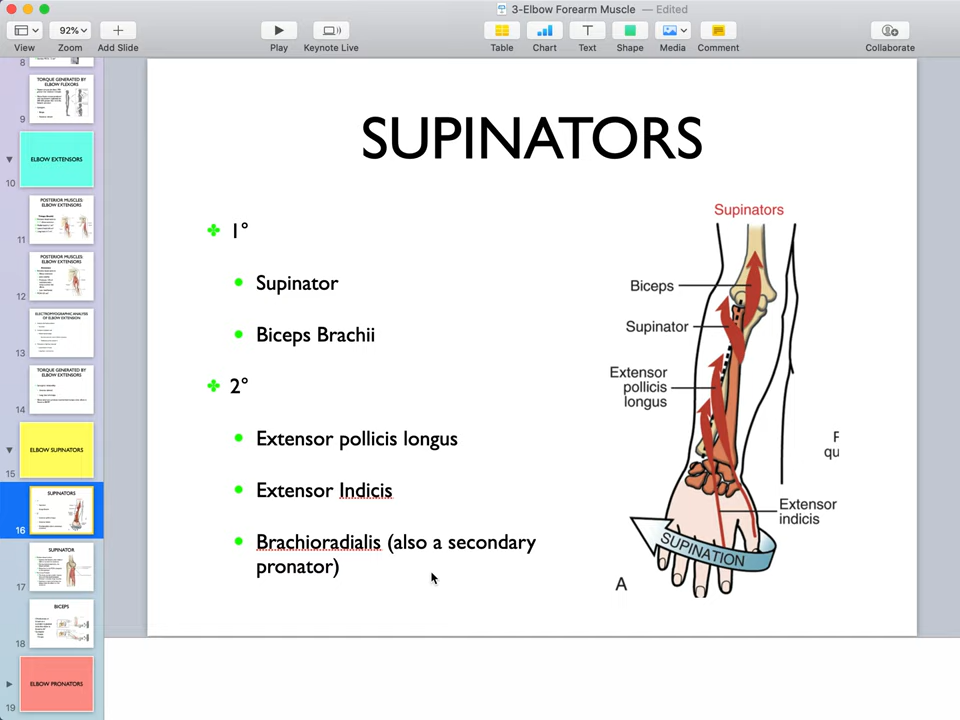 3-Elbow Forearm Muscle — Edited
92%
View
Zoom
Add Slide
Play
Keynote Live
Table
Chart
Text
Shape
Media
Comment
Collaborate
8
TORQUE GENERATED BY
ELBOW FLEXORS
9
ELBOW EXTENSORS
10
POSTERIOR MUSCLES:
ELBOW EXTENSORS
11
POSTERIOR MUSCLES:
ELBOW EXTENSORS
12
ELECTROMYOGRAPHIC ANALYSIS
OF ELBOW EXTENSION
13
TORQUE GENERATED BY
ELBOW EXTENSORS
14
ELBOW SUPINATORS
15
SUPINATORS
16
SUPINATOR
17
BICEPS
18
ELBOW PRONATORS
19
SUPINATORS
1°
Supinator
Biceps Brachii
2°
Extensor pollicis longus
Extensor Indicis
Brachioradialis (also a secondary
pronator)
Supinators
Biceps
Supinator
Extensor
pollicis
longus
Extensor
indicis
SUPINATION
A
qu